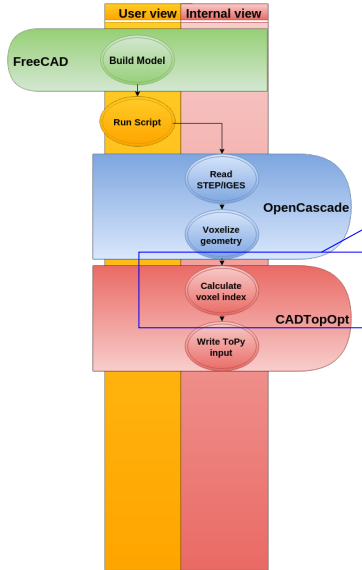 User view Internal view
FreeCAD
Build Model
Run Script
Read
STEP/IGES
OpenCascade
Voxelize
geometry
Calculate
voxel index
CADTopOpt
Write ToPy
input